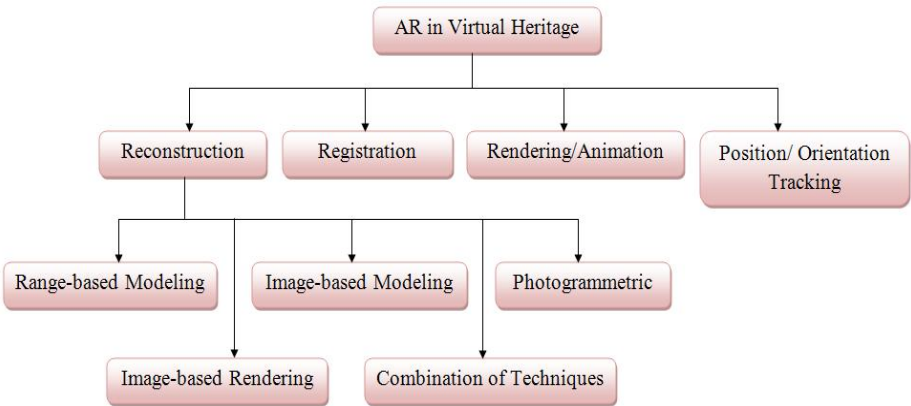 AR in Virtual Heritage
Reconstruction
Registration
Rendering/Animation
Position/ Orientation
Tracking
Range-based Modeling
Image-based Modeling
Photogrammetric
Image-based Rendering
Combination of Techniques